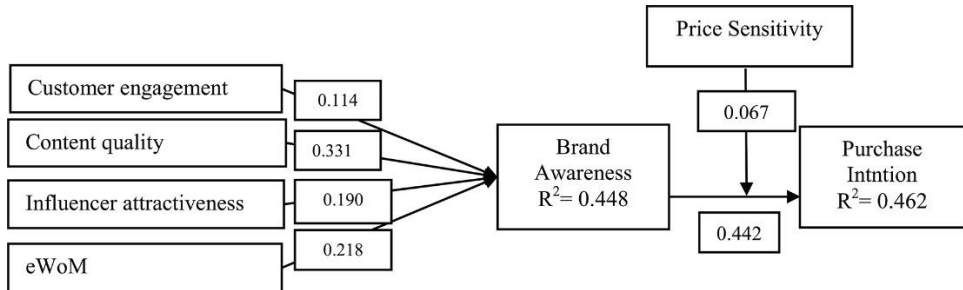 Price Sensitivity
Customer engagement
0.114
0.067
Content quality
0.331
Brand
Awareness
R²= 0.448
Purchase
Intntion
R²= 0.462
Influencer attractiveness
0.190
0.442
0.218
eWoM